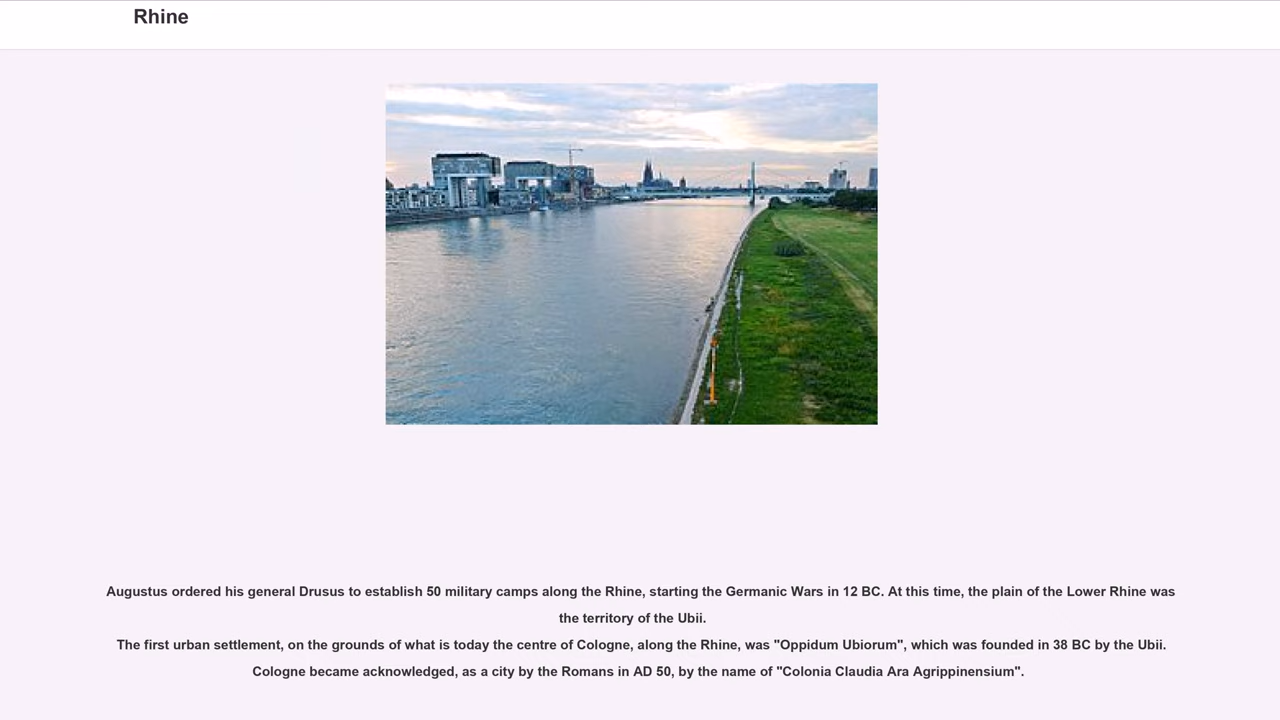 Rhine
Augustus ordered his general Drusus to establish 50 military camps along the Rhine, starting the Germanic Wars in 12 BC. At this time, the plain of the Lower Rhine was
the territory of the Ubii.
The first urban settlement, on the grounds of what is today the centre of Cologne, along the Rhine, was "Oppidum Ubiorum", which was founded in 38 BC by the Ubii.
Cologne became acknowledged, as a city by the Romans in AD 50, by the name of "Colonia Claudia Ara Agrippinensium".